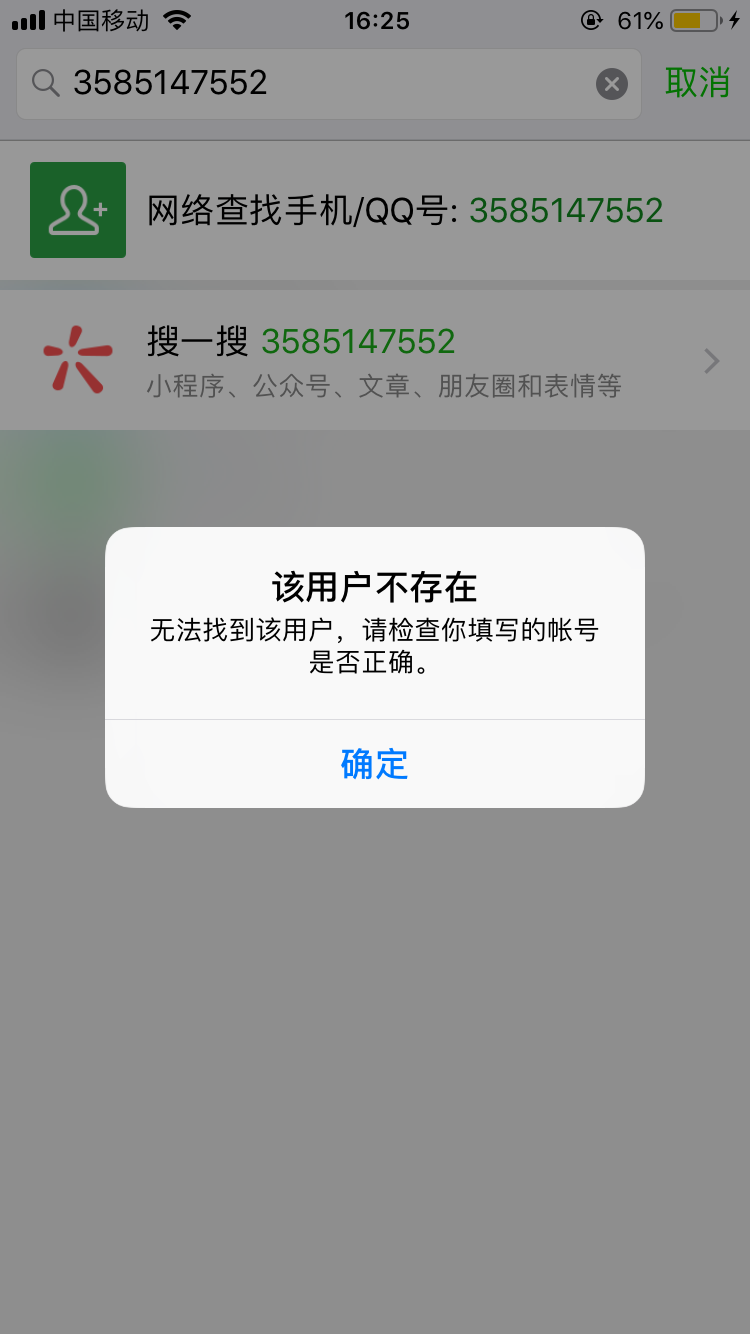 中国移动 16:25 61%
3585147552 取消
网络查找手机/QQ号: 3585147552
搜一搜 3585147552
小程序、公众号、文章、朋友圈和表情等
该用户不存在
无法找到该用户，请检查你填写的帐号
是否正确。
确定